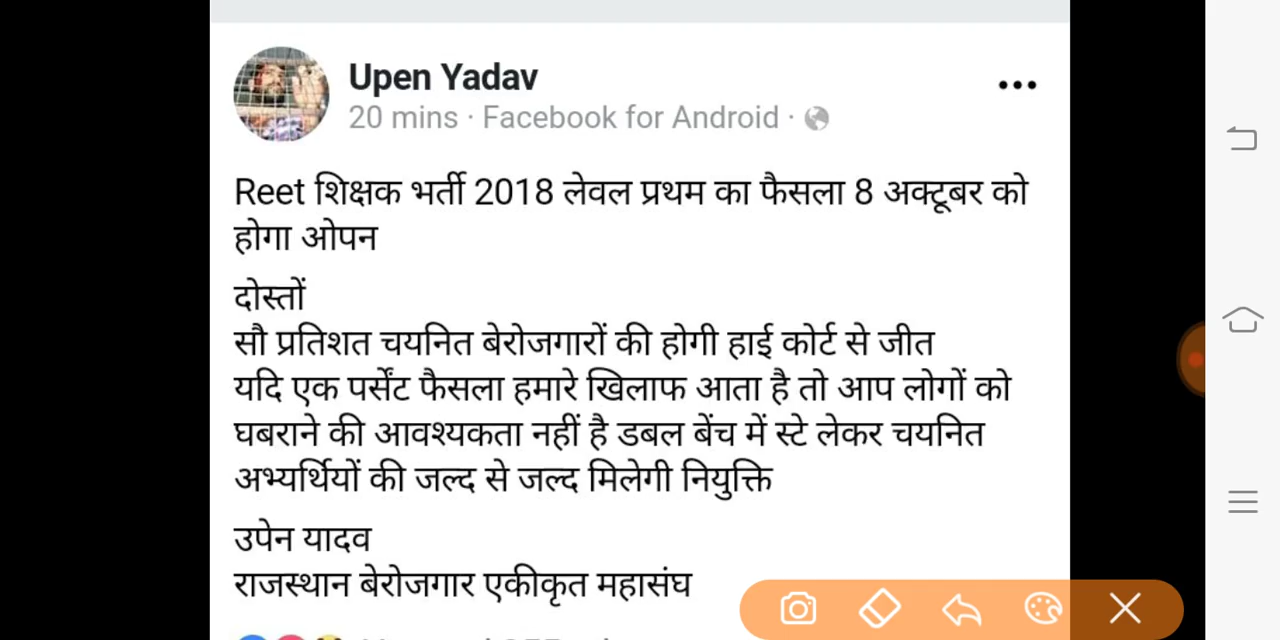 Upen Yadav
20 mins · Facebook for Android ·
Reet शिक्षक भर्ती 2018 लेवल प्रथम का फैसला 8 अक्टूबर को
होगा ओपन
दोस्तों
सौ प्रतिशत चयनित बेरोजगारों की होगी हाई कोर्ट से जीत
यदि एक पर्सेंट फैसला हमारे खिलाफ आता है तो आप लोगों को
घबराने की आवश्यकता नहीं है डबल बेंच में स्टे लेकर चयनित
अभ्यर्थियों की जल्द से जल्द मिलेगी नियुक्ति
उपेन यादव
राजस्थान बेरोजगार एकीकृत महासंघ